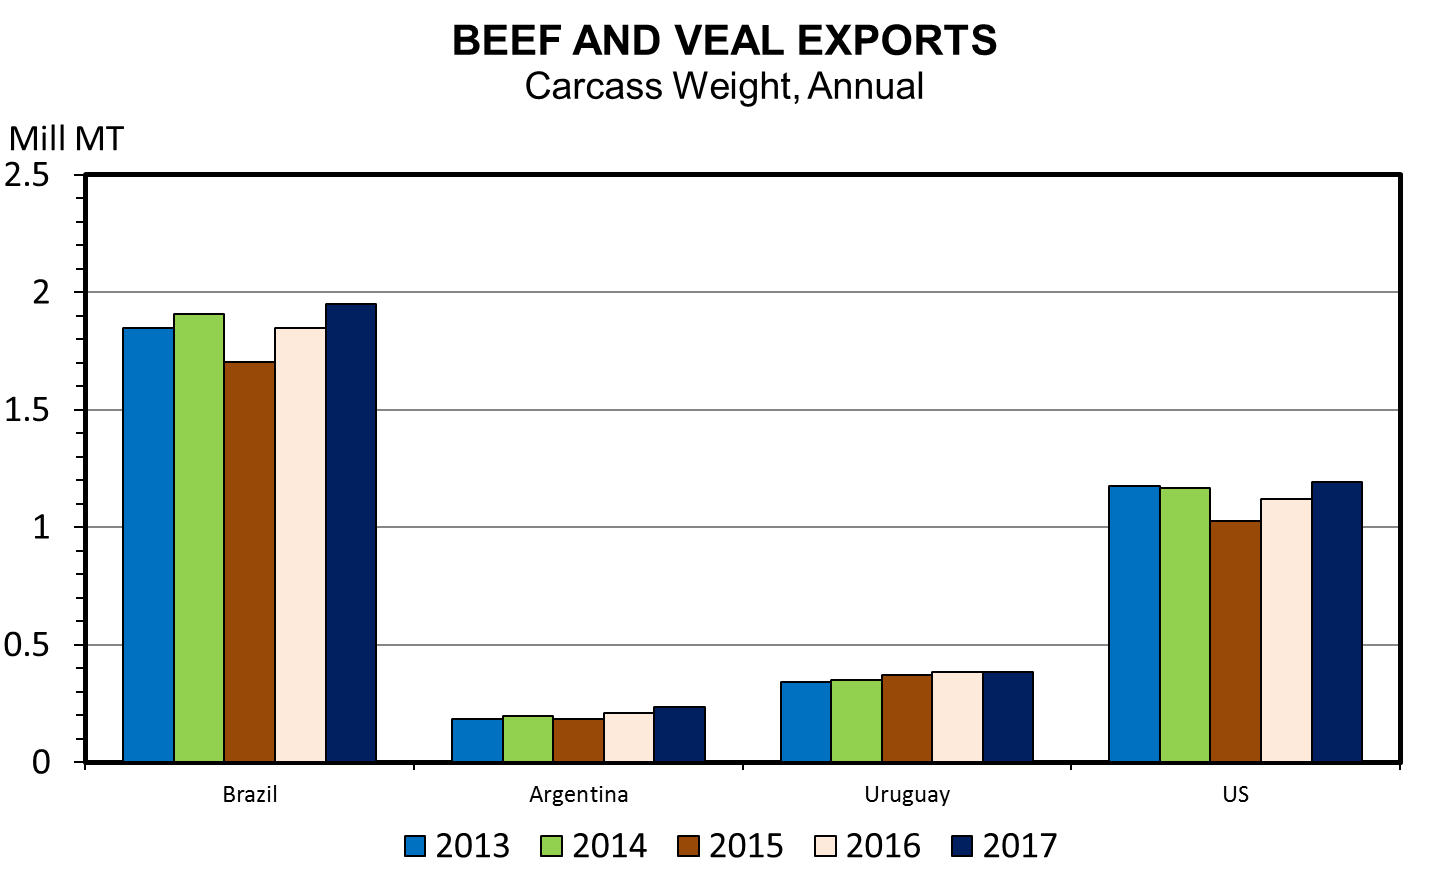 BEEF AND VEAL EXPORTS
Carcass Weight, Annual
Mill MT
2.5
2
1.5
1
0.5
0
Brazil Argentina Uruguay US
2013 2014 2015 2016 2017